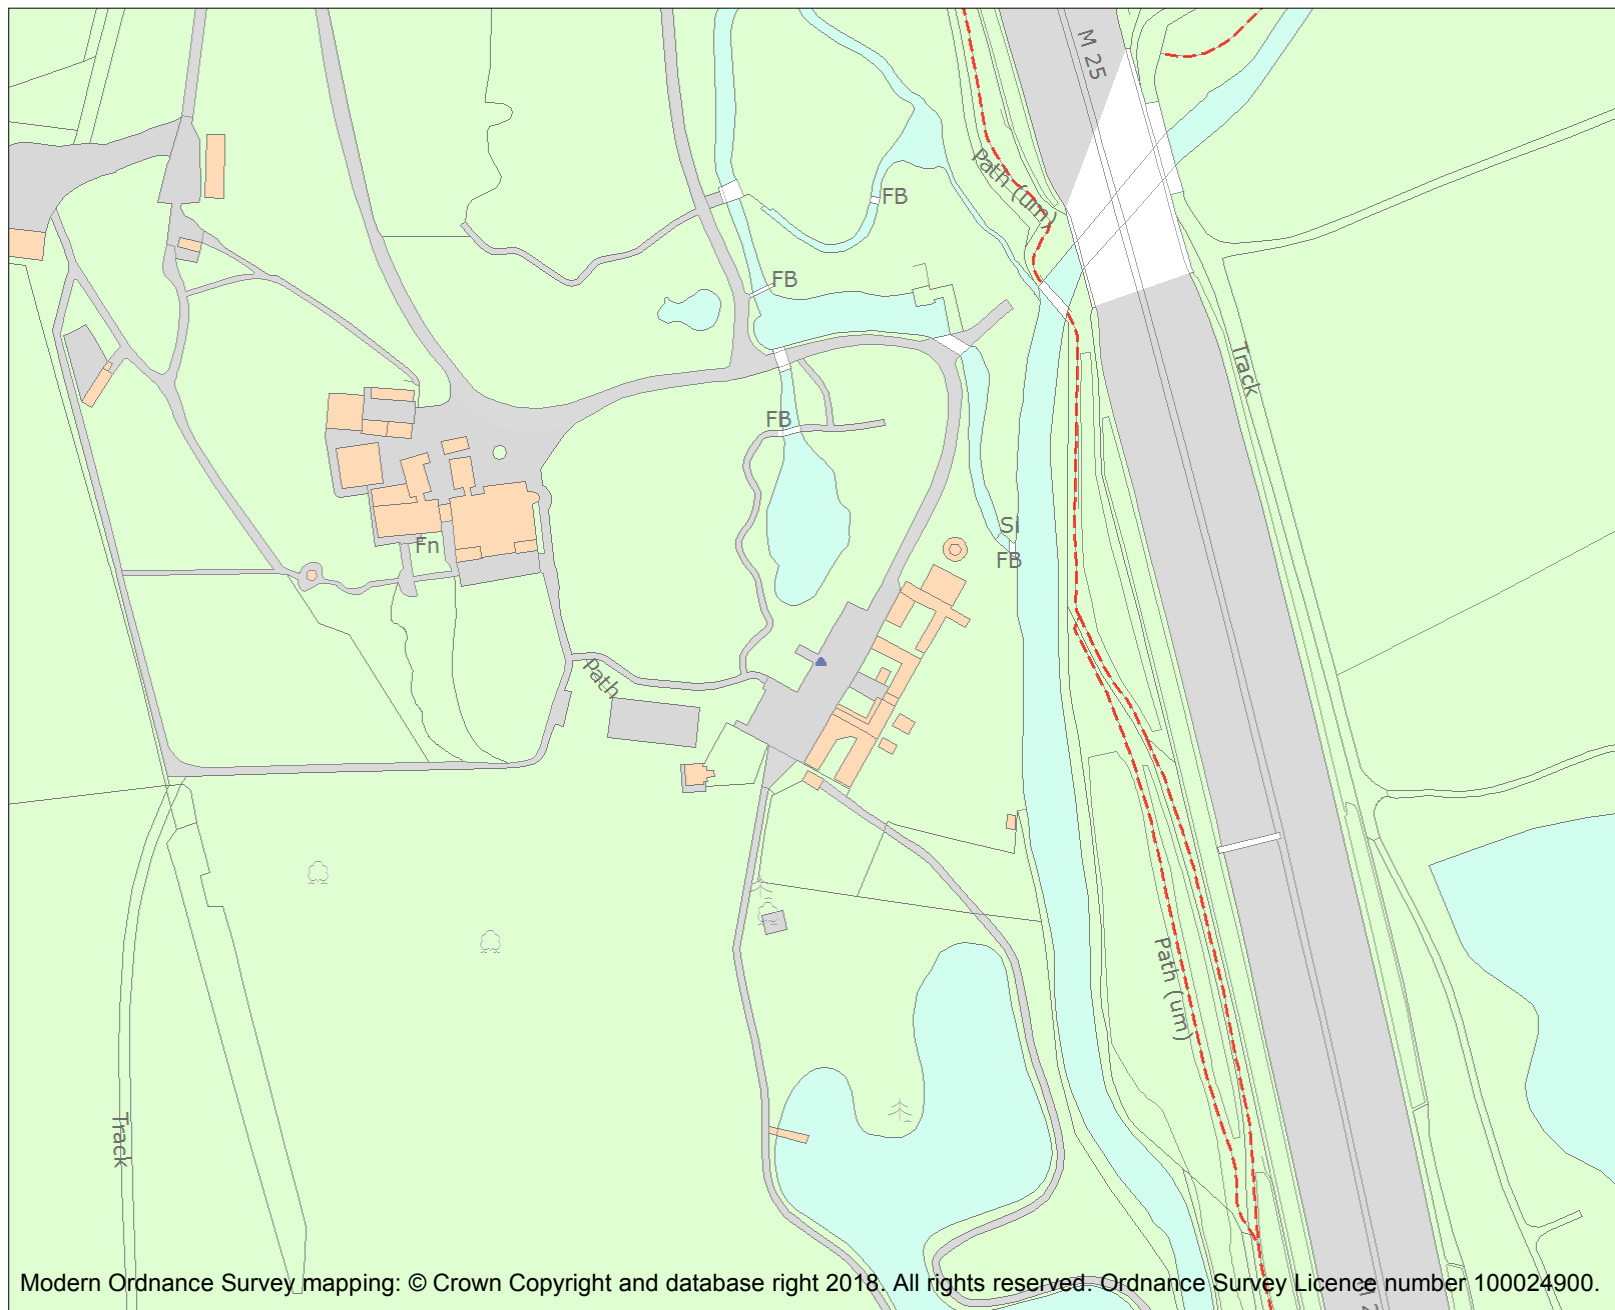 M 25
Path (um)
FB
FB
Track
FB
Sl
FB
Fn
Path
Path (um)
Track
M 2
Modern Ordnance Survey mapping: © Crown Copyright and database right 2018. All rights reserved. Ordnance Survey Licence number 100024900.